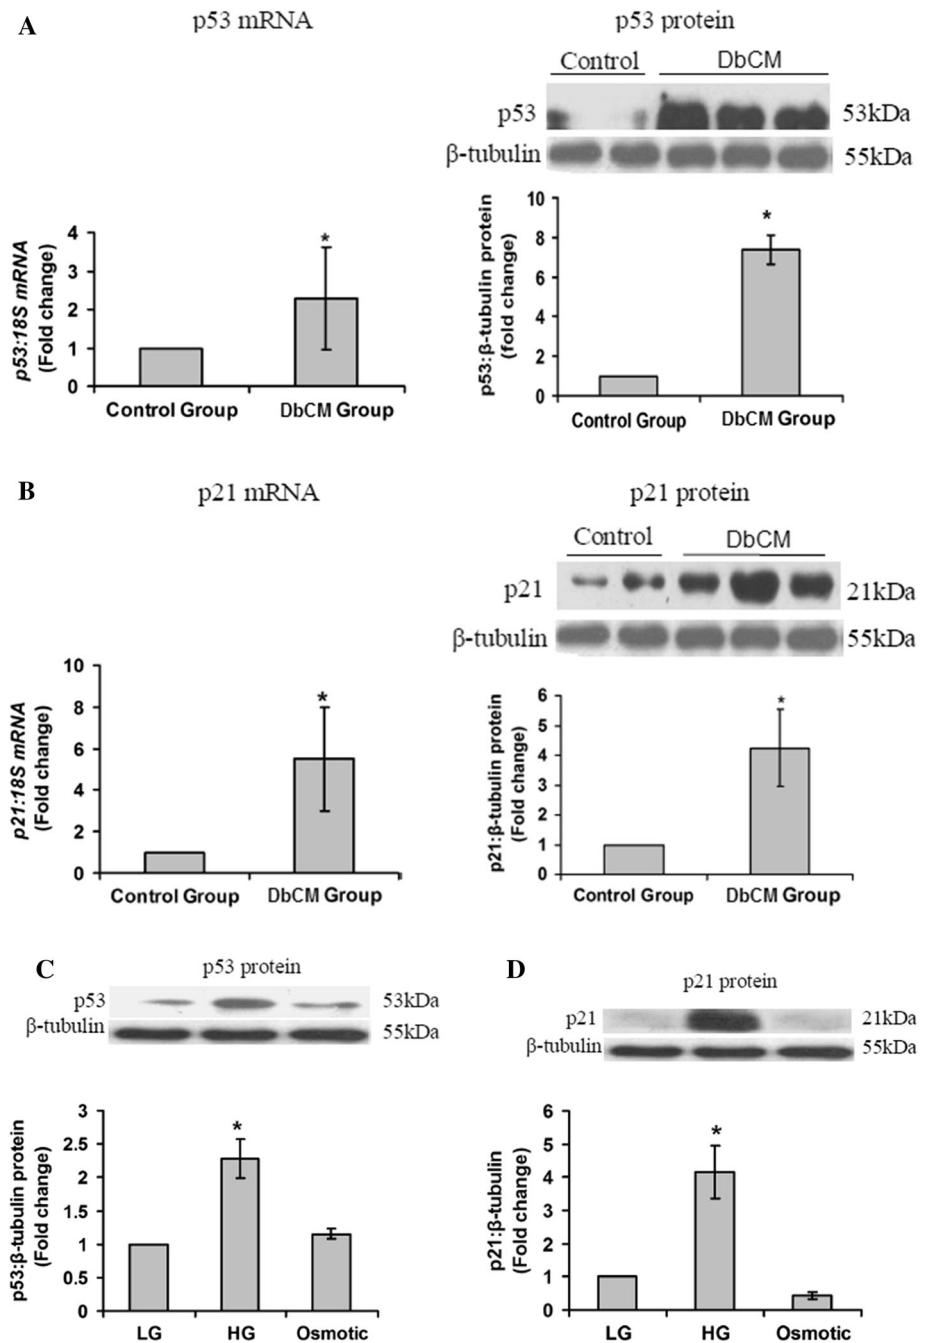 A
p53 mRNA
p53 protein
Control DbCM
p53 53kDa
β-tubulin 55kDa
p53:18S mRNA
(Fold change)
4
3
2
1
0
*
Control Group DbCM Group
p53:β-tubulin protein
(fold change)
10
8
6
4
2
0
*
Control Group DbCM Group
B
p21 mRNA
p21 protein
Control DbCM
p21 21kDa
β-tubulin 55kDa
p21:18S mRNA
(Fold change)
10
8
6
4
2
0
*
Control Group DbCM Group
p21:β-tubulin protein
(Fold change)
6
5
4
3
2
1
0
*
Control Group DbCM Group
C
p53 protein
p53 53kDa
β-tubulin 55kDa
p53:β-tubulin protein
(Fold change)
3
2.5
2
1.5
1
0.5
0
*
LG HG Osmotic
D
p21 protein
p21 21kDa
β-tubulin 55kDa
p21:β-tubulin
(Fold change)
6
5
4
3
2
1
0
*
LG HG Osmotic